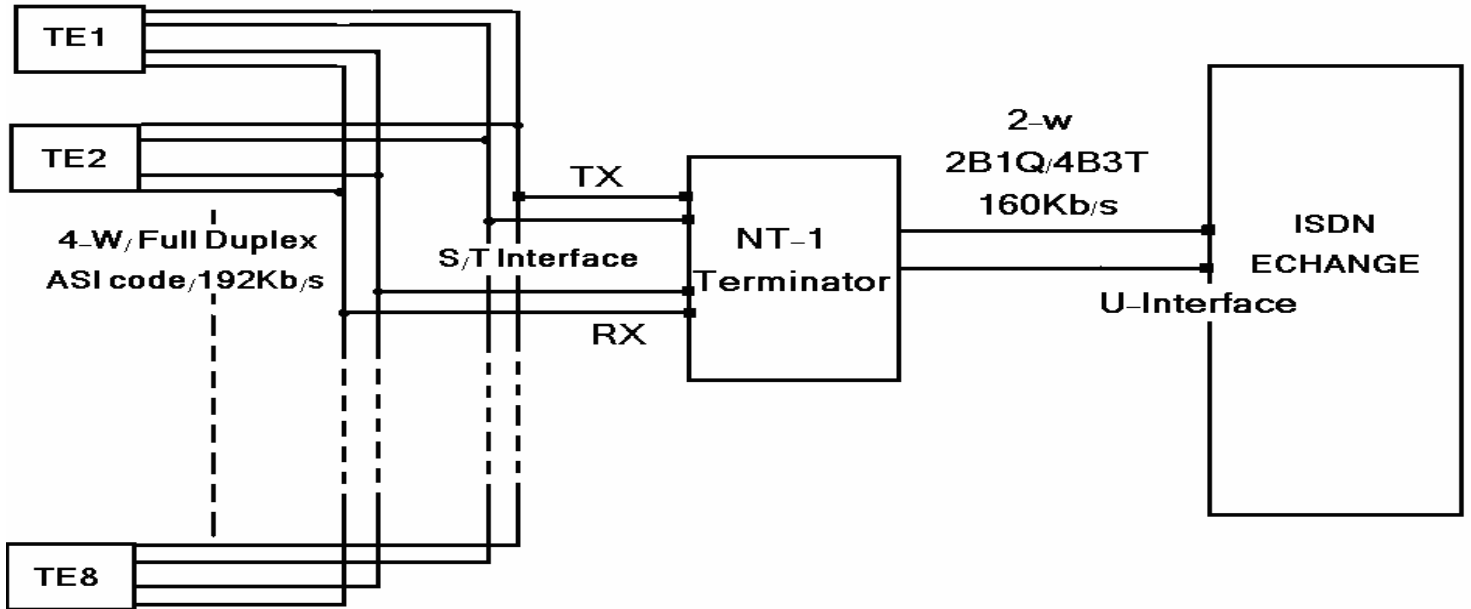 TE1
TE2
4-W/ Full Duplex
ASI code/192Kb/s
TE8
TX
S/T Interface
RX
NT-1
Terminator
2-w
2B1Q/4B3T
160Kb/s
U-Interface
ISDN
ECHANGE